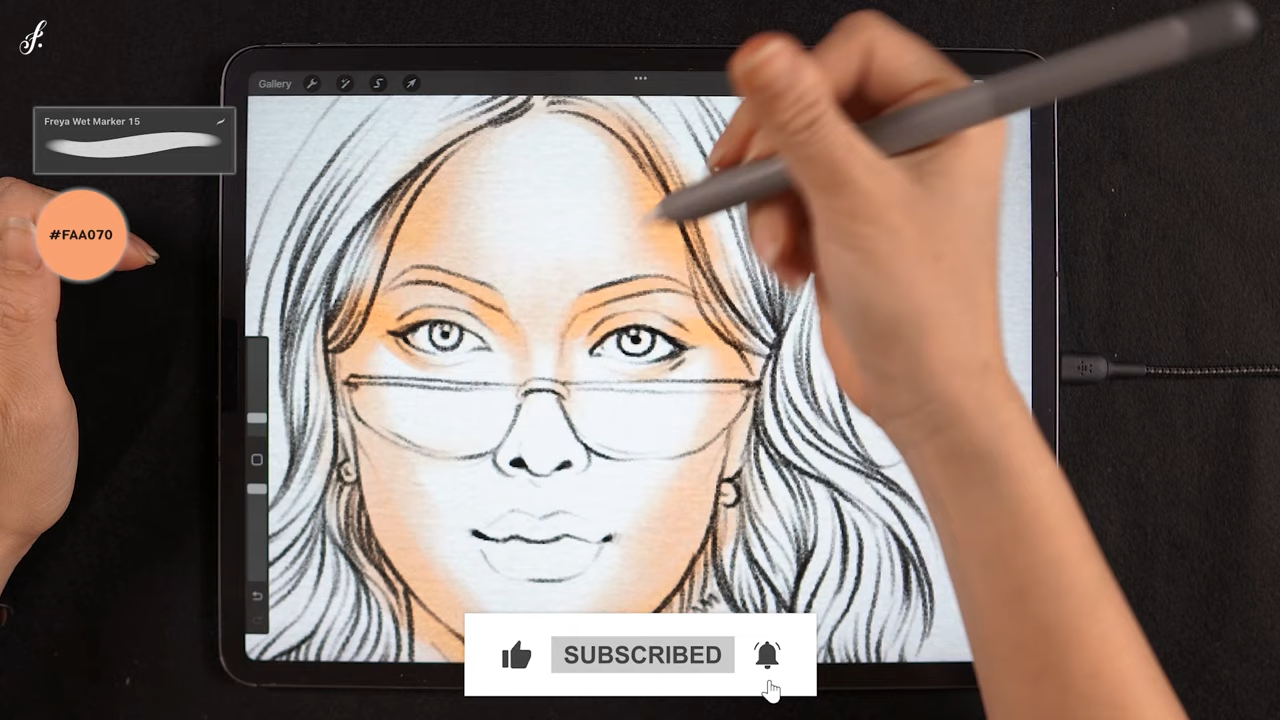 f.
Gallery
Freya Wet Marker 15
#FAA070
SUBSCRIBED